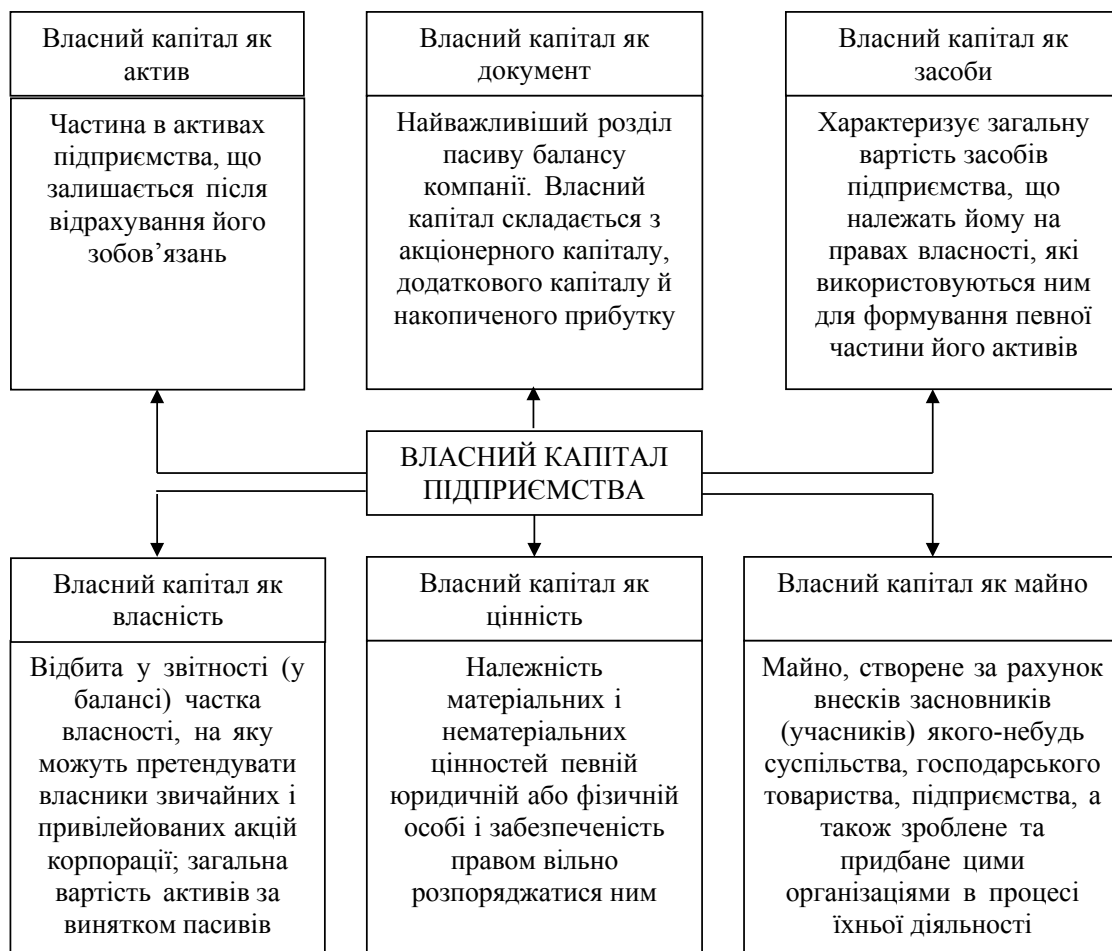 Власний капітал як
актив
Частина в активах
підприємства, що
залишається після
відрахування його
зобов’язань
Власний капітал як
документ
Найважливіший розділ
пасиву балансу
компанії. Власний
капітал складається з
акціонерного капіталу,
додаткового капіталу й
накопиченого прибутку
Власний капітал як
засоби
Характеризує загальну
вартість засобів
підприємства, що
належать йому на
правах власності, які
використовуються ним
для формування певної
частини його активів
ВЛАСНИЙ КАПІТАЛ
ПІДПРИЄМСТВА
Власний капітал як
власність
Відбита у звітності (у
балансі) частка
власності, на яку
можуть претендувати
власники звичайних і
привілейованих акцій
корпорації; загальна
вартість активів за
винятком пасивів
Власний капітал як
цінність
Належність
матеріальних і
нематеріальних
цінностей певній
юридичній або фізичній
особі і забезпеченість
правом вільно
розпоряджатися ним
Власний капітал як майно
Майно, створене за рахунок
внесків засновників
(учасників) якого-небудь
суспільства, господарського
товариства, підприємства, а
також зроблене та
придбане цими
організаціями в процесі
їхньої діяльності